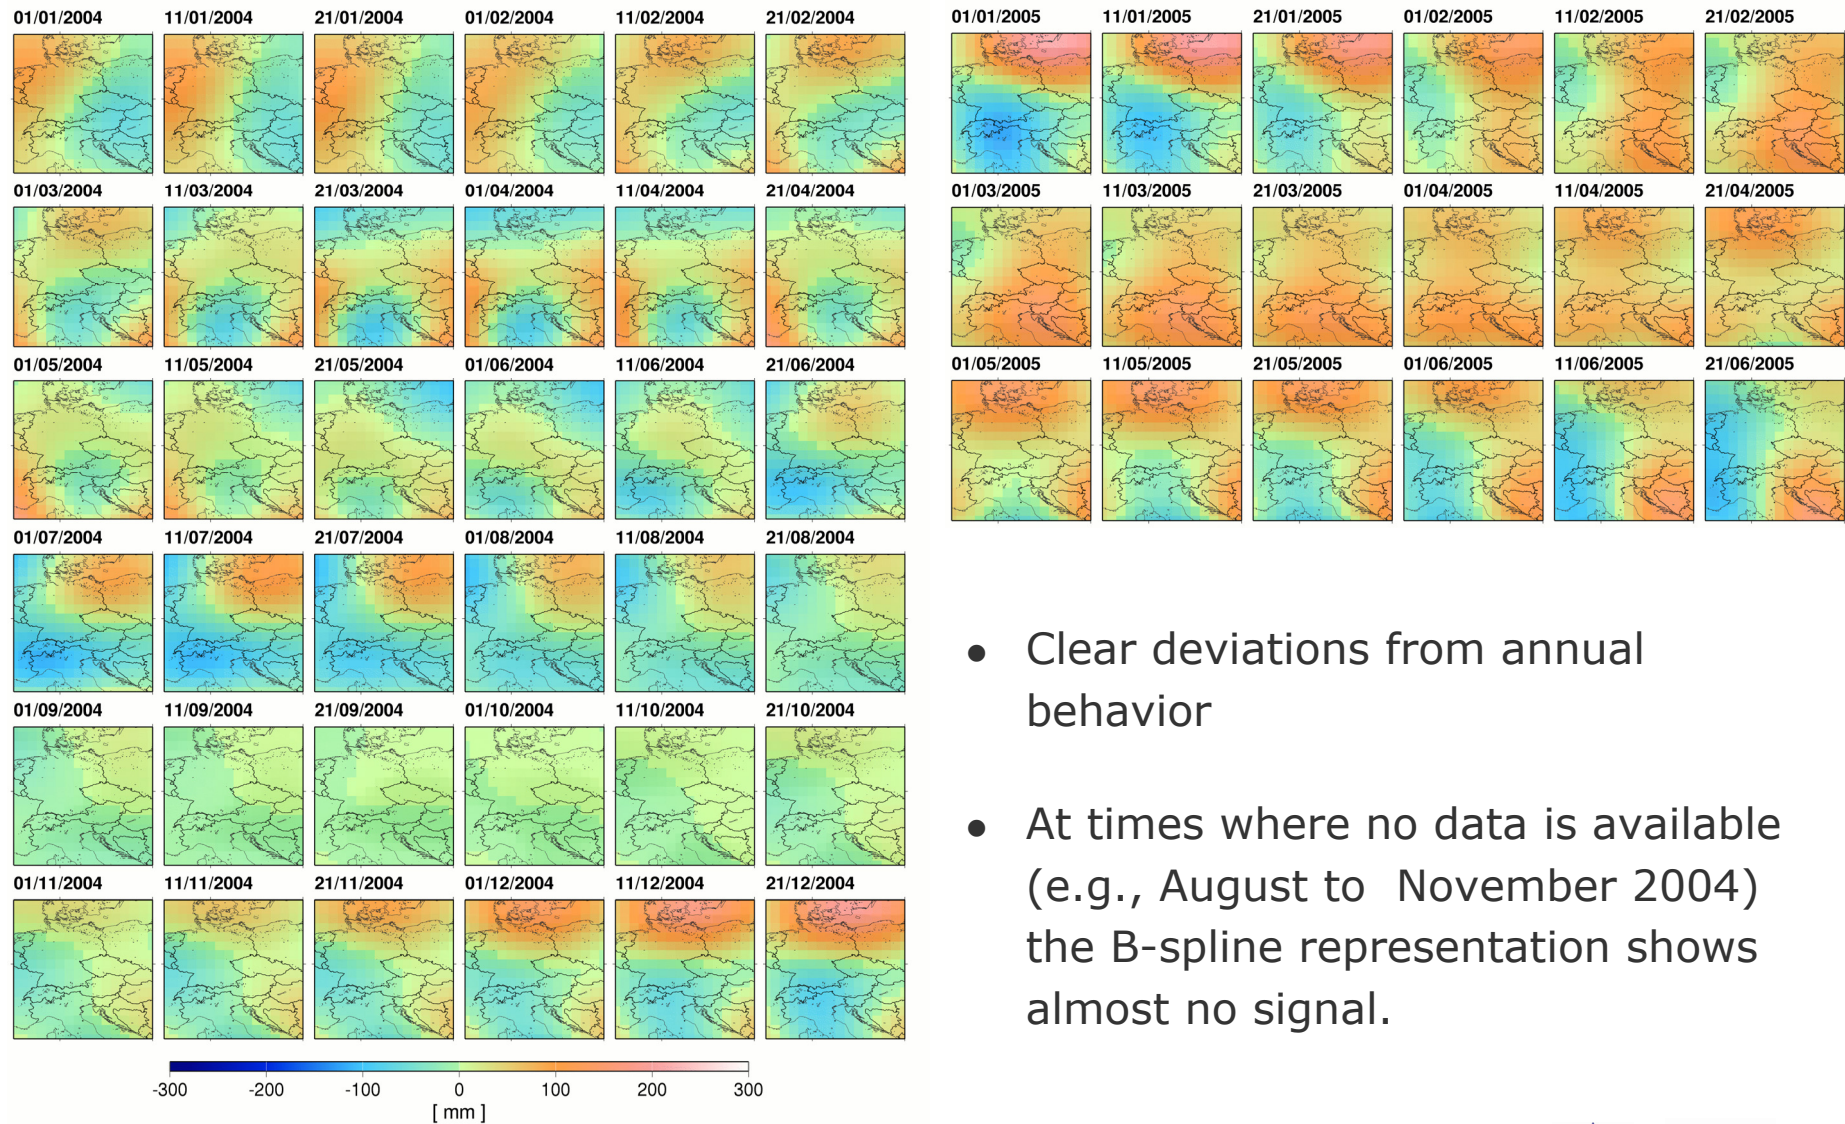 01/01/2004 11/01/2004 21/01/2004 01/02/2004 11/02/2004 21/02/2004
01/03/2004 11/03/2004 21/03/2004 01/04/2004 11/04/2004 21/04/2004
01/05/2004 11/05/2004 21/05/2004 01/06/2004 11/06/2004 21/06/2004
01/07/2004 11/07/2004 21/07/2004 01/08/2004 11/08/2004 21/08/2004
01/09/2004 11/09/2004 21/09/2004 01/10/2004 11/10/2004 21/10/2004
01/11/2004 11/11/2004 21/11/2004 01/12/2004 11/12/2004 21/12/2004
-300 -200 -100 0 100 200 300
[ mm ]
01/01/2005 11/01/2005 21/01/2005 01/02/2005 11/02/2005 21/02/2005
01/03/2005 11/03/2005 21/03/2005 01/04/2005 11/04/2005 21/04/2005
01/05/2005 11/05/2005 21/05/2005 01/06/2005 11/06/2005 21/06/2005
● Clear deviations from annual
behavior
● At times where no data is available
(e.g., August to November 2004)
the B-spline representation shows
almost no signal.